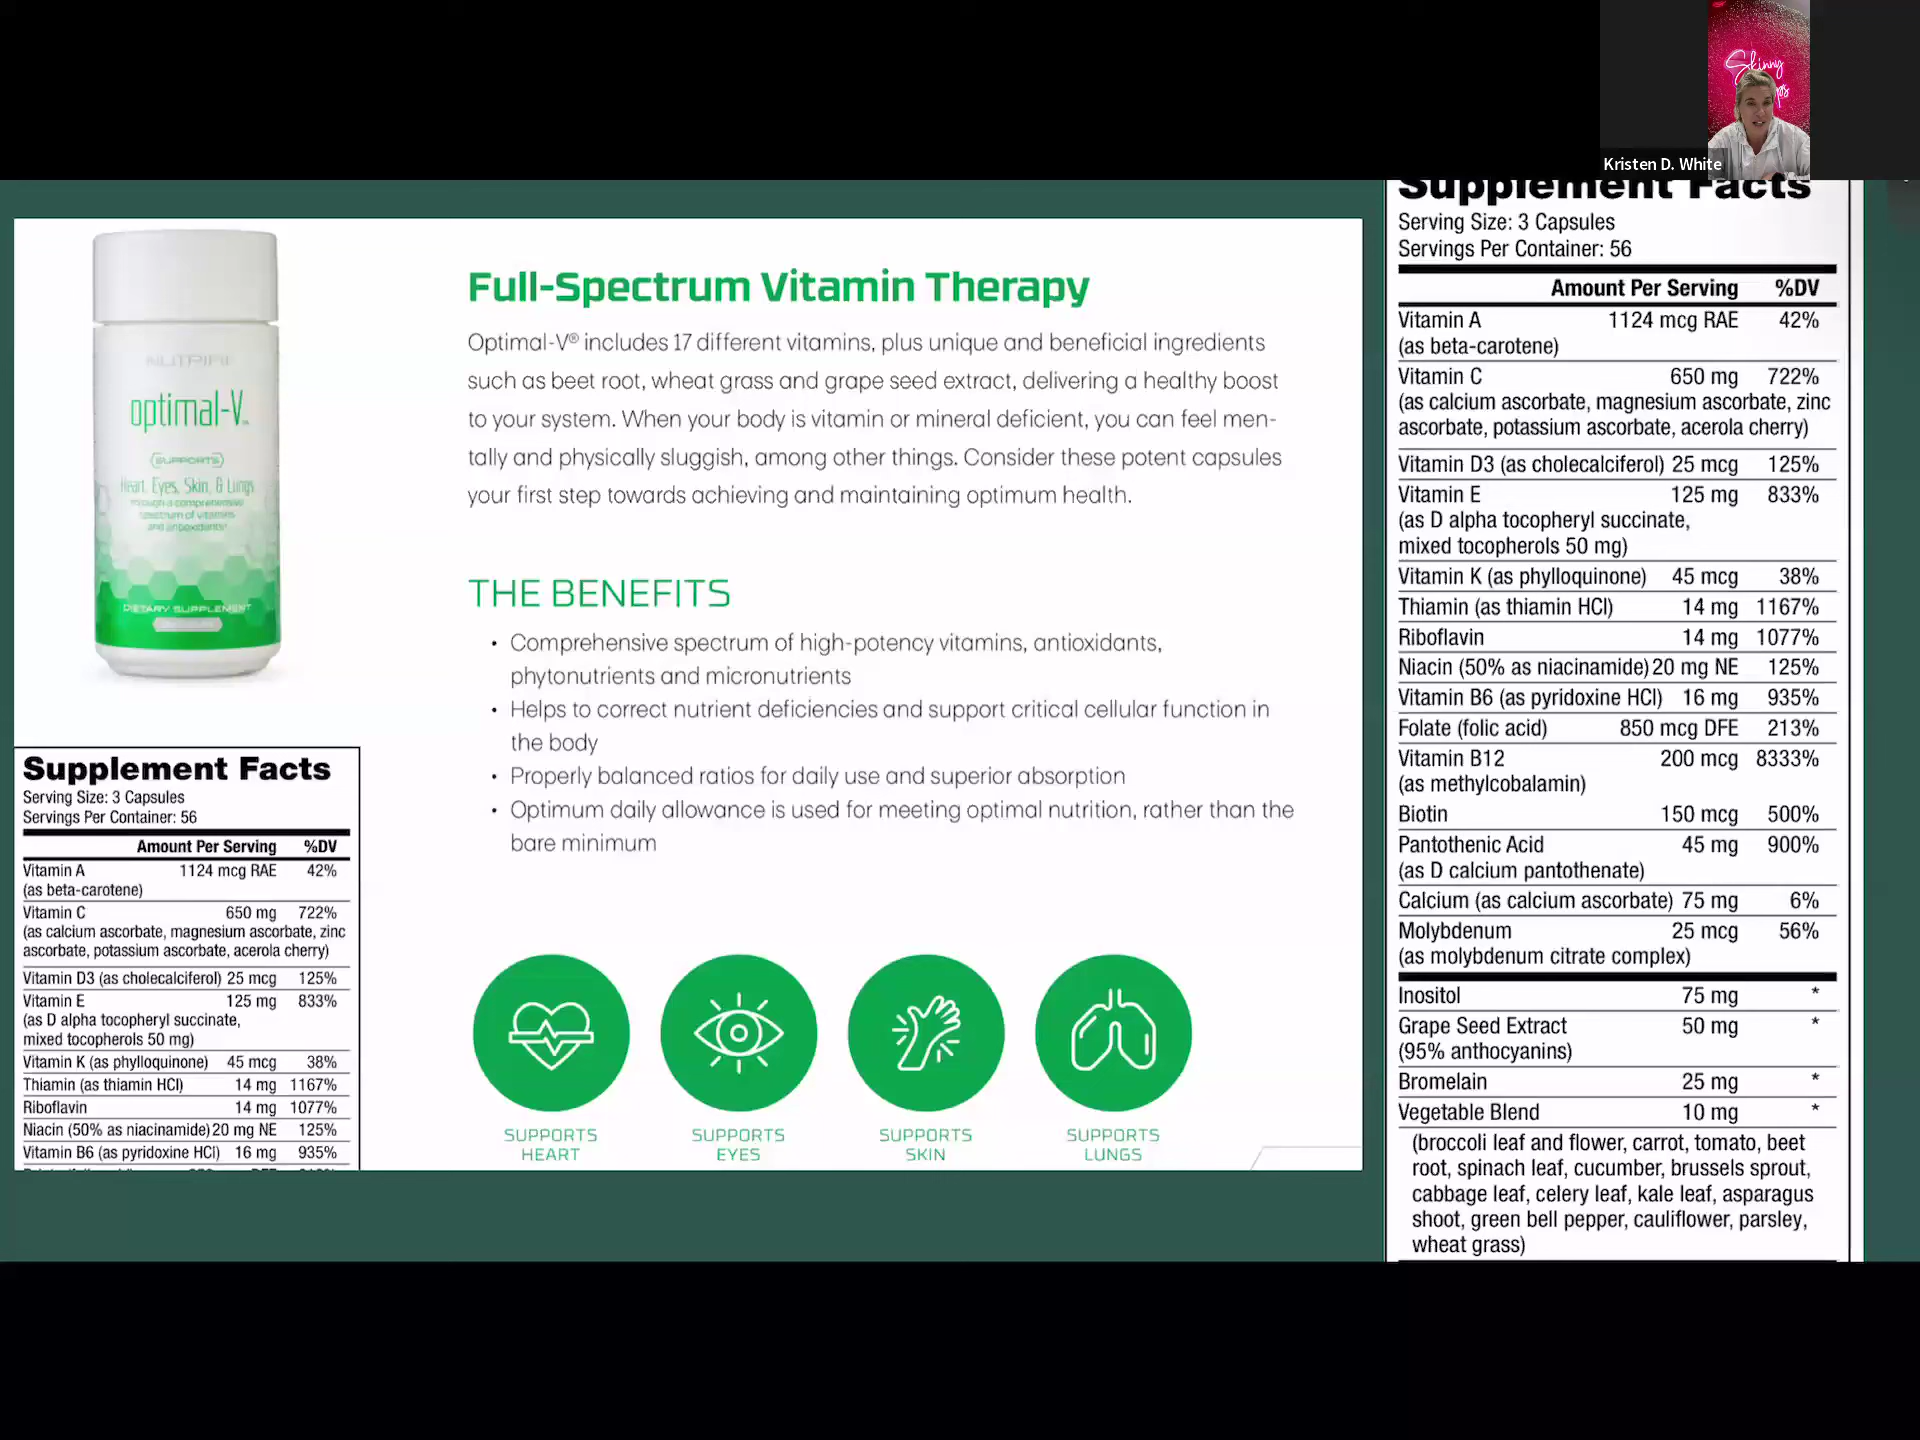 Skinny
Kristen D. White
NUTRIFII
optimal-V
(SUPPORTS)
Heart, Eyes, Skin, & Lungs
through a comprehensive
spectrum of vitamins
and antioxidants*
DIETARY SUPPLEMENT
Full-Spectrum Vitamin Therapy
Optimal-V® includes 17 different vitamins, plus unique and beneficial ingredients
such as beet root, wheat grass and grape seed extract, delivering a healthy boost
to your system. When your body is vitamin or mineral deficient, you can feel men-
tally and physically sluggish, among other things. Consider these potent capsules
your first step towards achieving and maintaining optimum health.
THE BENEFITS
• Comprehensive spectrum of high-potency vitamins, antioxidants,
phytonutrients and micronutrients
• Helps to correct nutrient deficiencies and support critical cellular function in
the body
• Properly balanced ratios for daily use and superior absorption
• Optimum daily allowance is used for meeting optimal nutrition, rather than the
bare minimum
SUPPORTS
HEART
SUPPORTS
EYES
SUPPORTS
SKIN
SUPPORTS
LUNGS
Supplement Facts
Serving Size: 3 Capsules
Servings Per Container: 56
Amount Per Serving %DV
Vitamin A 1124 mcg RAE 42%
(as beta-carotene)
Vitamin C 650 mg 722%
(as calcium ascorbate, magnesium ascorbate, zinc
ascorbate, potassium ascorbate, acerola cherry)
Vitamin D3 (as cholecalciferol) 25 mcg 125%
Vitamin E 125 mg 833%
(as D alpha tocopheryl succinate,
mixed tocopherols 50 mg)
Vitamin K (as phylloquinone) 45 mcg 38%
Thiamin (as thiamin HCl) 14 mg 1167%
Riboflavin 14 mg 1077%
Niacin (50% as niacinamide) 20 mg NE 125%
Vitamin B6 (as pyridoxine HCl) 16 mg 935%
Supplement Facts
Serving Size: 3 Capsules
Servings Per Container: 56
Amount Per Serving %DV
Vitamin A 1124 mcg RAE 42%
(as beta-carotene)
Vitamin C 650 mg 722%
(as calcium ascorbate, magnesium ascorbate, zinc
ascorbate, potassium ascorbate, acerola cherry)
Vitamin D3 (as cholecalciferol) 25 mcg 125%
Vitamin E 125 mg 833%
(as D alpha tocopheryl succinate,
mixed tocopherols 50 mg)
Vitamin K (as phylloquinone) 45 mcg 38%
Thiamin (as thiamin HCl) 14 mg 1167%
Riboflavin 14 mg 1077%
Niacin (50% as niacinamide) 20 mg NE 125%
Vitamin B6 (as pyridoxine HCl) 16 mg 935%
Folate (folic acid) 850 mcg DFE 213%
Vitamin B12 200 mcg 8333%
(as methylcobalamin)
Biotin 150 mcg 500%
Pantothenic Acid 45 mg 900%
(as D calcium pantothenate)
Calcium (as calcium ascorbate) 75 mg 6%
Molybdenum 25 mcg 56%
(as molybdenum citrate complex)
Inositol 75 mg *
Grape Seed Extract 50 mg *
(95% anthocyanins)
Bromelain 25 mg *
Vegetable Blend 10 mg *
(broccoli leaf and flower, carrot, tomato, beet
root, spinach leaf, cucumber, brussels sprout,
cabbage leaf, celery leaf, kale leaf, asparagus
shoot, green bell pepper, cauliflower, parsley,
wheat grass)